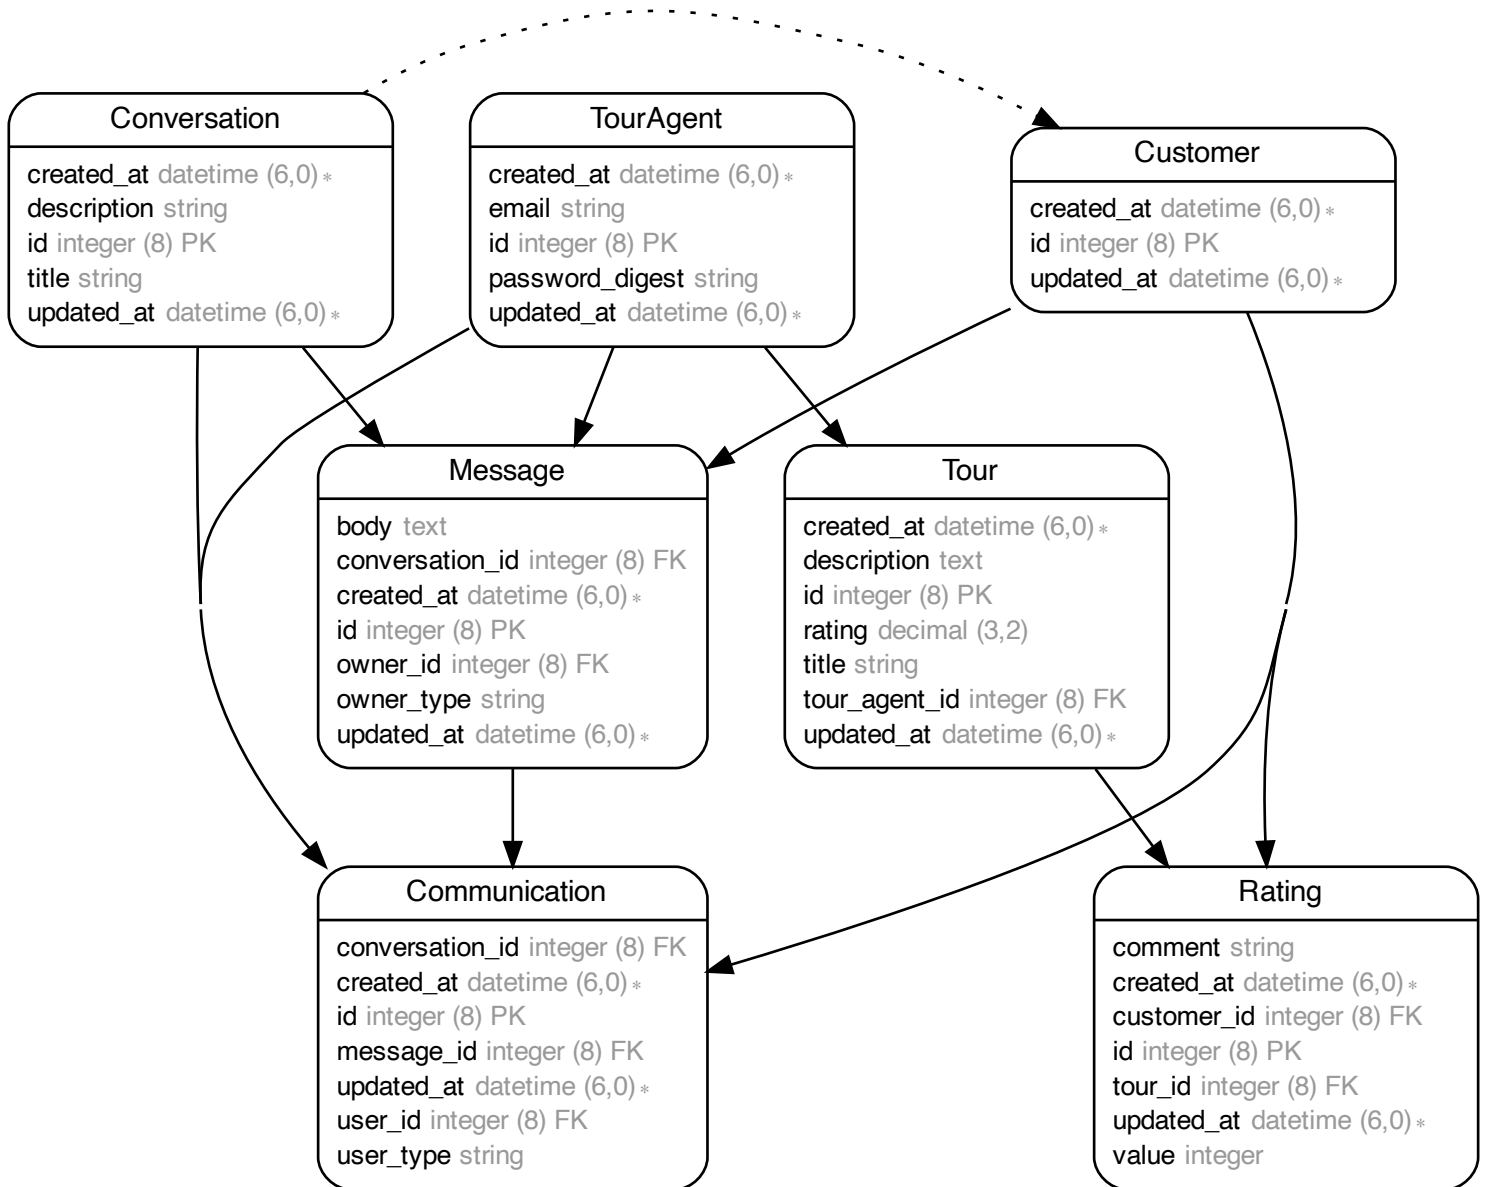 Conversation
created_at datetime (6,0) *
description string
id integer (8) PK
title string
updated_at datetime (6,0) *
TourAgent
created_at datetime (6,0) *
email string
id integer (8) PK
password_digest string
updated_at datetime (6,0) *
Customer
created_at datetime (6,0) *
id integer (8) PK
updated_at datetime (6,0) *
Message
body text
conversation_id integer (8) FK
created_at datetime (6,0) *
id integer (8) PK
owner_id integer (8) FK
owner_type string
updated_at datetime (6,0) *
Tour
created_at datetime (6,0) *
description text
id integer (8) PK
rating decimal (3,2)
title string
tour_agent_id integer (8) FK
updated_at datetime (6,0) *
Communication
conversation_id integer (8) FK
created_at datetime (6,0) *
id integer (8) PK
message_id integer (8) FK
updated_at datetime (6,0) *
user_id integer (8) FK
user_type string
Rating
comment string
created_at datetime (6,0) *
customer_id integer (8) FK
id integer (8) PK
tour_id integer (8) FK
updated_at datetime (6,0) *
value integer